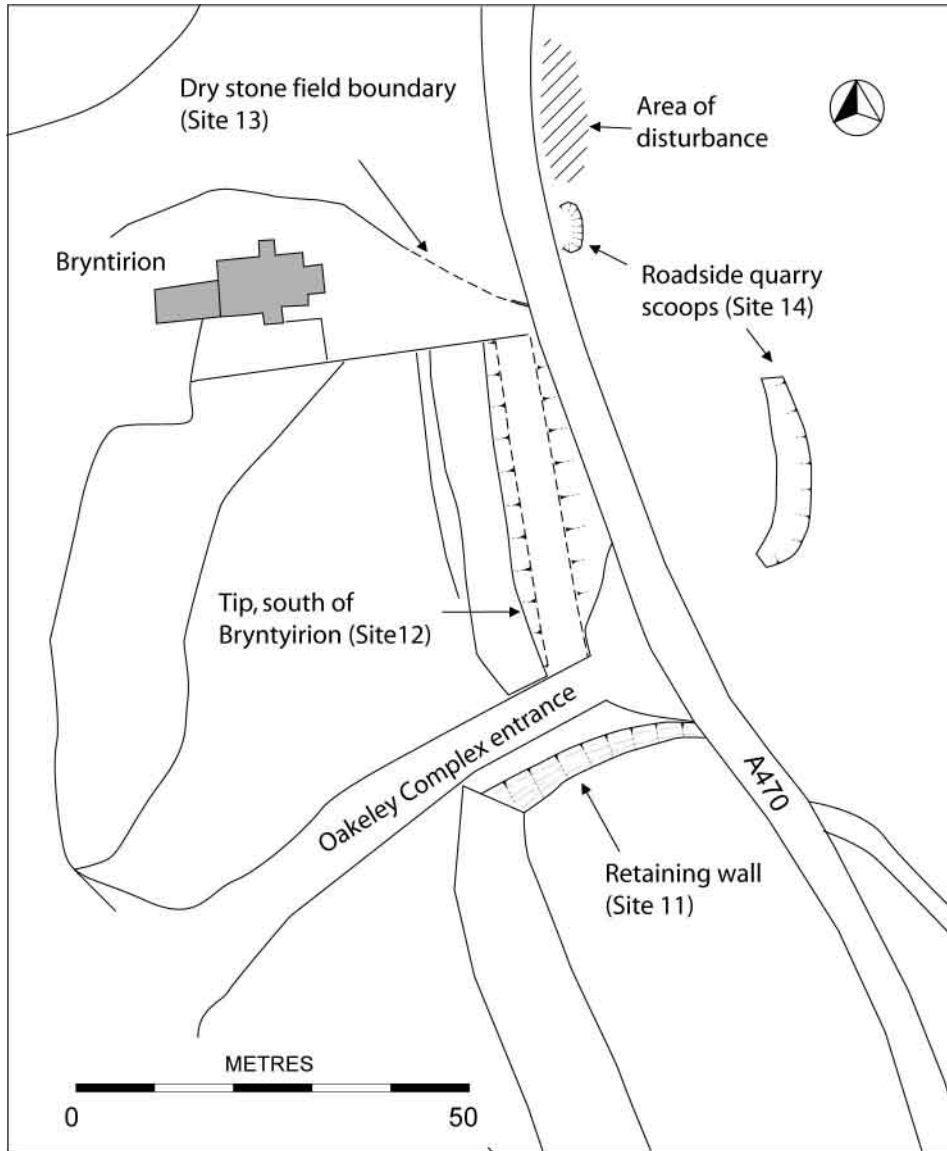 Dry stone field boundary
(Site 13)
Area of
disturbance
Bryntirion
Roadside quarry
scoops (Site 14)
Tip, south of
Bryntyirion (Site12)
Oakeley Complex entrance
A470
Retaining wall
(Site 11)
METRES
0
50